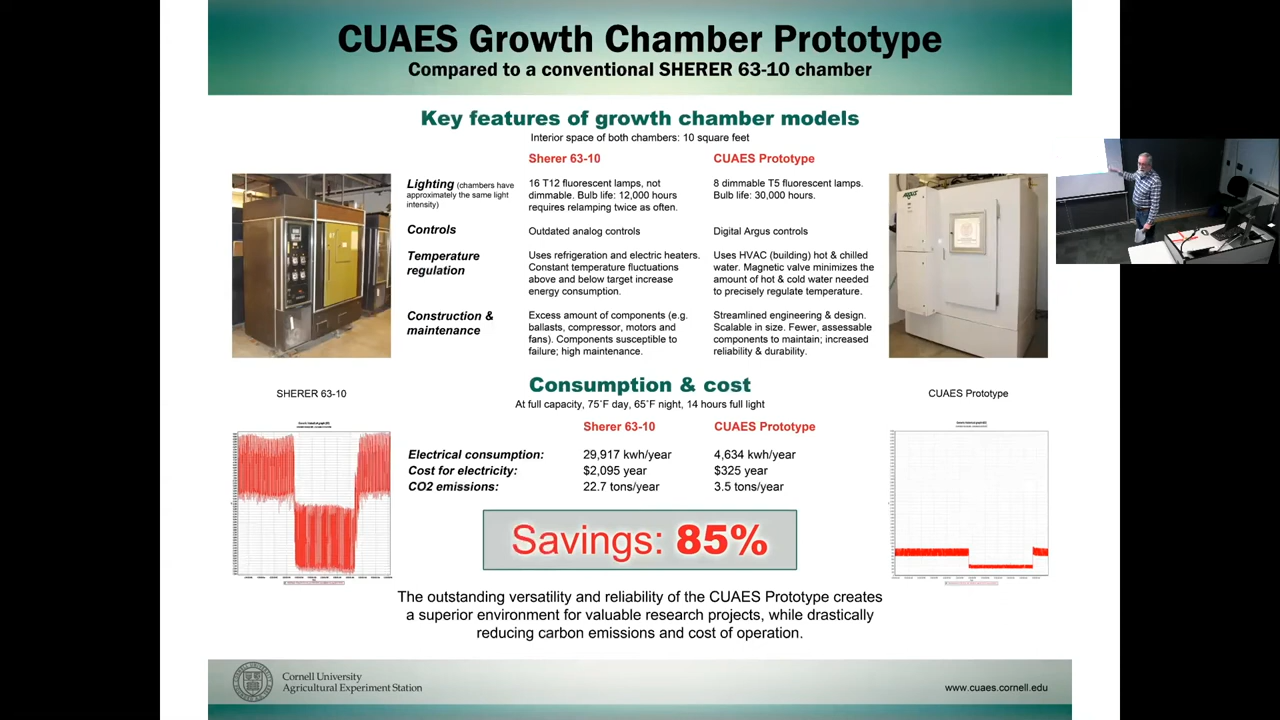 CUAES Growth Chamber Prototype
Compared to a conventional SHERER 63-10 chamber
Key features of growth chamber models
Interior space of both chambers: 10 square feet
Sherer 63-10
CUAES Prototype
Lighting (chambers have
approximately the same light
intensity)
16 T12 fluorescent lamps, not
dimmable. Bulb life: 12,000 hours
requires relamping twice as often.
8 dimmable T5 fluorescent lamps.
Bulb life: 30,000 hours.
Controls
Outdated analog controls
Digital Argus controls
Temperature
regulation
Uses refrigeration and electric heaters.
Constant temperature fluctuations
above and below target increase
energy consumption.
Uses HVAC (building) hot & chilled
water. Magnetic valve minimizes the
amount of hot & cold water needed
to precisely regulate temperature.
Construction &
maintenance
Excess amount of components (e.g.
ballasts, compressor, motors and
fans). Components susceptible to
failure; high maintenance.
Streamlined engineering & design.
Scalable in size. Fewer, assessable
components to maintain; increased
reliability & durability.
ARGUS
SHERER 63-10
Consumption & cost
At full capacity, 75˚F day, 65˚F night, 14 hours full light
CUAES Prototype
Sherer 63-10
CUAES Prototype
Electrical consumption:
29,917 kwh/year
4,634 kwh/year
Cost for electricity:
$2,095 year
$325 year
CO2 emissions:
22.7 tons/year
3.5 tons/year
Savings: 85%
The outstanding versatility and reliability of the CUAES Prototype creates
a superior environment for valuable research projects, while drastically
reducing carbon emissions and cost of operation.
Cornell University
Agricultural Experiment Station
www.cuaes.cornell.edu